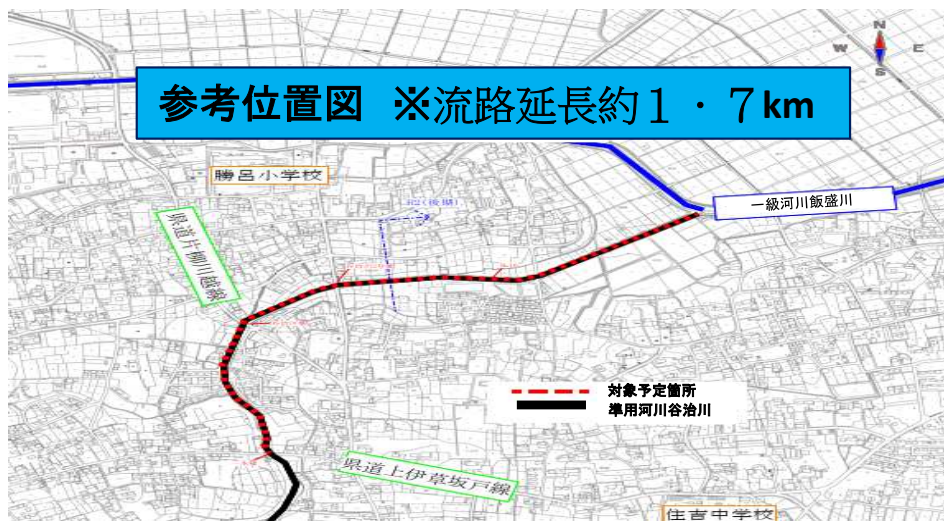 N
W E
S
参考位置図 ※流路延長約１．７km
勝呂小学校
一級河川飯盛川
県道片柳川越線
対象予定箇所
準用河川谷治川
県道上伊草坂戸線
住吉中学校